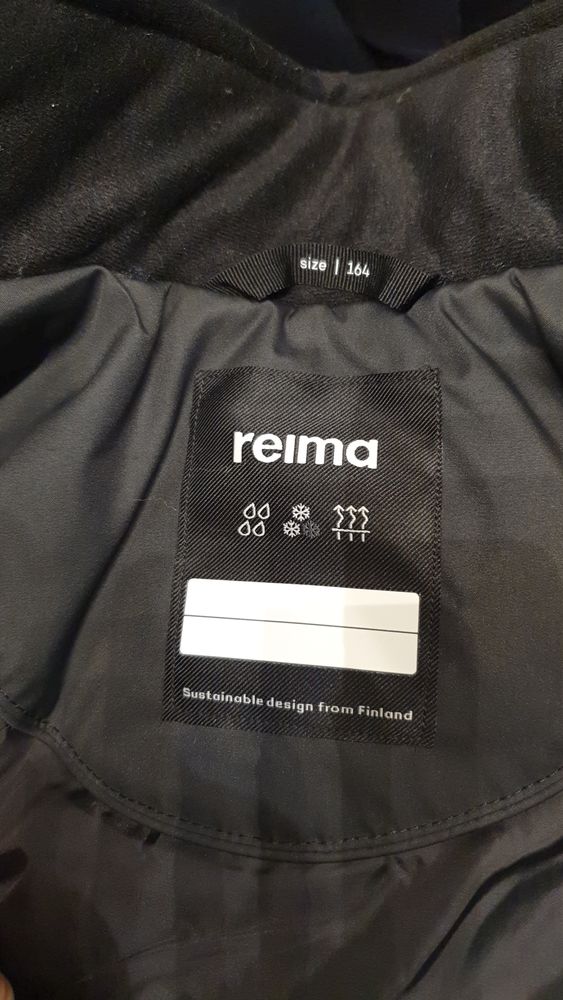 size | 164
reima
Sustainable design from Finland